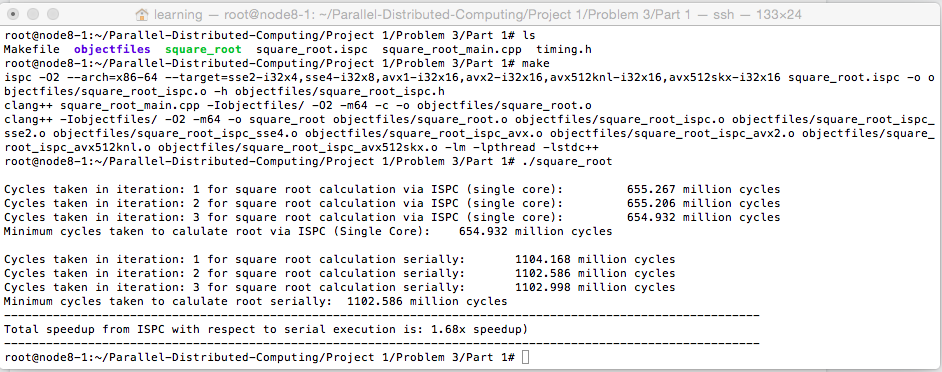 learning — root@node8-1: ~/Parallel-Distributed-Computing/Project 1/Problem 3/Part 1 — ssh — 133×24
root@node8-1:~/Parallel-Distributed-Computing/Project 1/Problem 3/Part 1# ls
Makefile  objectfiles  square_root  square_root.ispc  square_root_main.cpp  timing.h
root@node8-1:~/Parallel-Distributed-Computing/Project 1/Problem 3/Part 1# make
ispc -O2 --arch=x86-64 --target=sse2-i32x4,sse4-i32x8,avx1-i32x16,avx2-i32x16,avx512knl-i32x16,avx512skx-i32x16 square_root.ispc -o o
bjectfiles/square_root_ispc.o -h objectfiles/square_root_ispc.h
clang++ square_root_main.cpp -Iobjectfiles/ -O2 -m64 -c -o objectfiles/square_root.o
clang++ -Iobjectfiles/ -O2 -m64 -o square_root objectfiles/square_root.o objectfiles/square_root_ispc.o objectfiles/square_root_ispc_
sse2.o objectfiles/square_root_ispc_sse4.o objectfiles/square_root_ispc_avx.o objectfiles/square_root_ispc_avx2.o objectfiles/square_
root_ispc_avx512knl.o objectfiles/square_root_ispc_avx512skx.o -lm -lpthread -lstdc++
root@node8-1:~/Parallel-Distributed-Computing/Project 1/Problem 3/Part 1# ./square_root
Cycles taken in iteration: 1 for square root calculation via ISPC (single core):         655.267 million cycles
Cycles taken in iteration: 2 for square root calculation via ISPC (single core):         655.206 million cycles
Cycles taken in iteration: 3 for square root calculation via ISPC (single core):         654.932 million cycles
Minimum cycles taken to calulate root via ISPC (Single Core):    654.932 million cycles
Cycles taken in iteration: 1 for square root calculation serially:       1104.168 million cycles
Cycles taken in iteration: 2 for square root calculation serially:       1102.586 million cycles
Cycles taken in iteration: 3 for square root calculation serially:       1102.998 million cycles
Minimum cycles taken to calulate root serially:  1102.586 million cycles
------------------------------------------------------------------------------------------------------------
Total speedup from ISPC with respect to serial execution is: 1.68x speedup)
------------------------------------------------------------------------------------------------------------
root@node8-1:~/Parallel-Distributed-Computing/Project 1/Problem 3/Part 1#